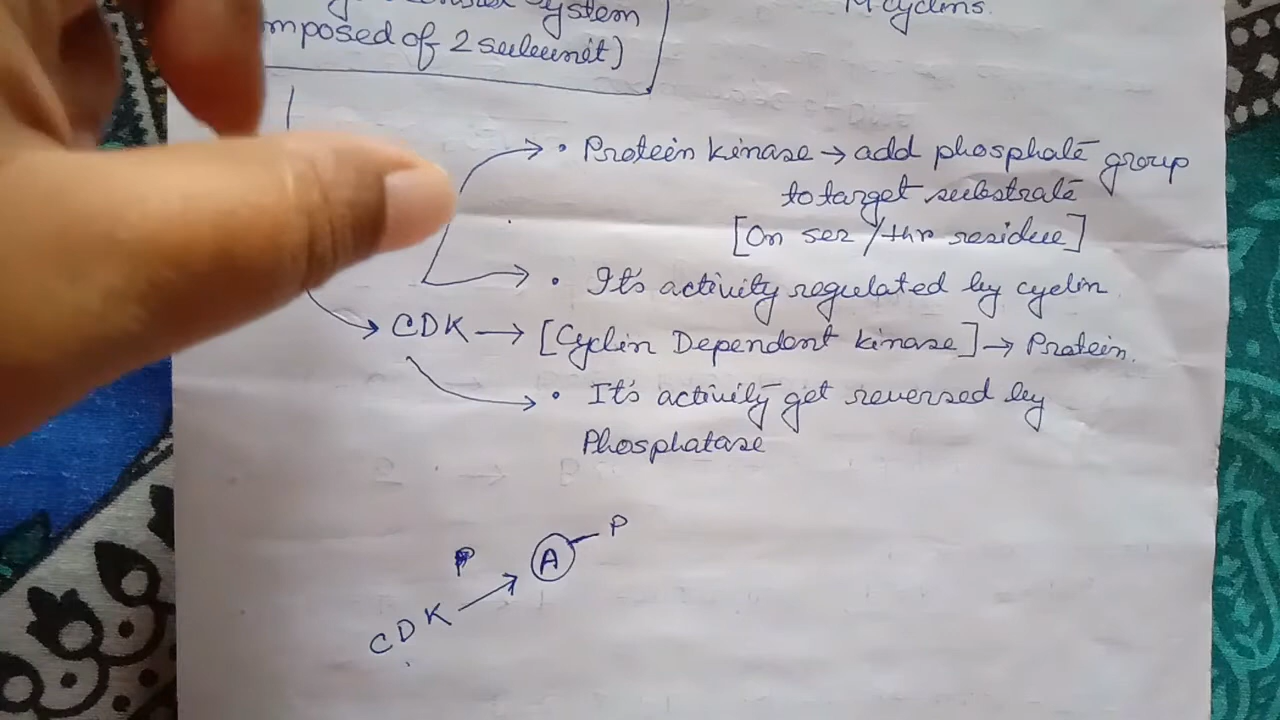 system
M cyclins.
mposed of 2 subunit)
• Protein kinase → add phosphate group
to target substrate
[On ser/thr residue]
• It's activity regulated by cyclin
CDK → [Cyclin Dependent kinase] → Protein.
• It's activity get reversed by
Phosphatase
P
A - P
CDK